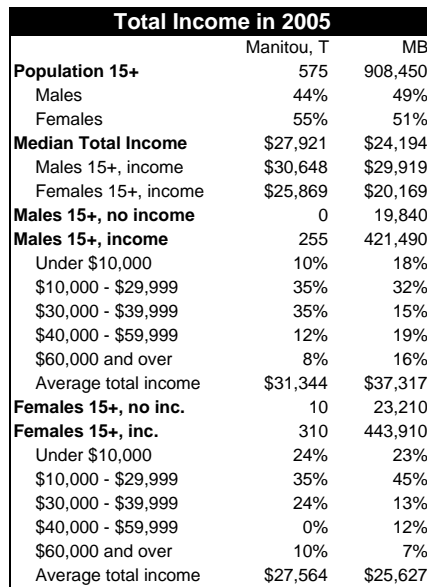 Total Income in 2005
Manitou, T MB
Population 15+ 575 908,450
Males 44% 49%
Females 55% 51%
Median Total Income $27,921 $24,194
Males 15+, income $30,648 $29,919
Females 15+, income $25,869 $20,169
Males 15+, no income 0 19,840
Males 15+, income 255 421,490
Under $10,000 10% 18%
$10,000 - $29,999 35% 32%
$30,000 - $39,999 35% 15%
$40,000 - $59,999 12% 19%
$60,000 and over 8% 16%
Average total income $31,344 $37,317
Females 15+, no inc. 10 23,210
Females 15+, inc. 310 443,910
Under $10,000 24% 23%
$10,000 - $29,999 35% 45%
$30,000 - $39,999 24% 13%
$40,000 - $59,999 0% 12%
$60,000 and over 10% 7%
Average total income $27,564 $25,627